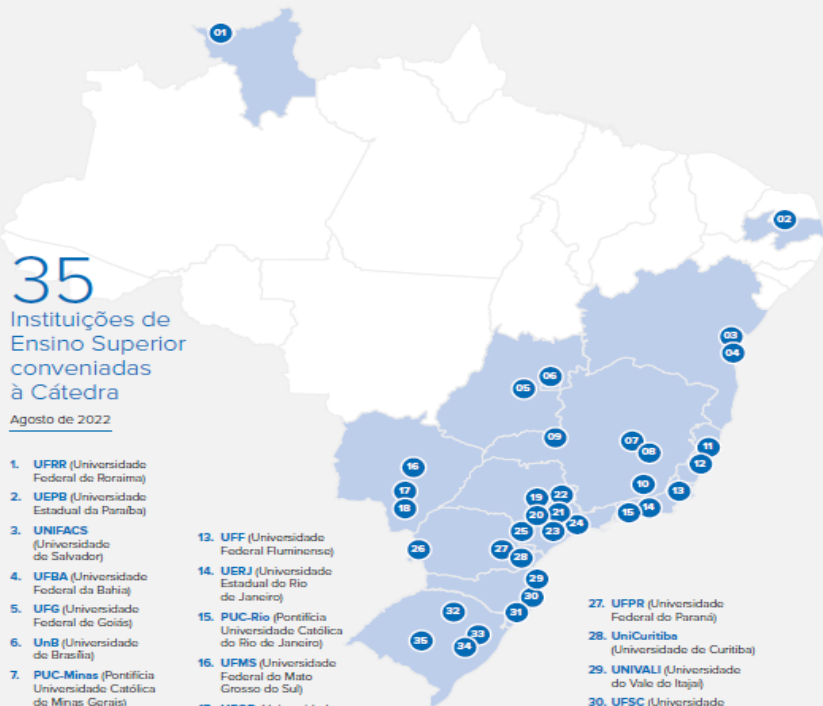 01
02
35
Instituições de
Ensino Superior
conveniadas
à Cátedra
Agosto de 2022
03
04
06
05
09
07
08
11
12
10
13
14
15
16
17
18
19
22
20
21
24
25
23
26
27
28
29
30
31
32
33
34
35
1. UFRR (Universidade
Federal de Roraima)
2. UEPB (Universidade
Estadual da Paraíba)
3. UNIFACS
(Universidade
de Salvador)
4. UFBA (Universidade
Federal da Bahia)
5. UFG (Universidade
Federal de Goiás)
6. UnB (Universidade
de Brasília)
7. PUC-Minas (Pontifícia
Universidade Católica
de Minas Gerais)
13. UFF (Universidade
Federal Fluminense)
14. UERJ (Universidade
Estadual do Rio
de Janeiro)
15. PUC-Rio (Pontifícia
Universidade Católica
do Rio de Janeiro)
16. UFMS (Universidade
Federal do Mato
Grosso do Sul)
27. UFPR (Universidade
Federal do Paraná)
28. UniCuritiba
(Universidade de Curitiba)
29. UNIVALI (Universidade
do Vale do Itajaí)
30. UFSC (Universidade